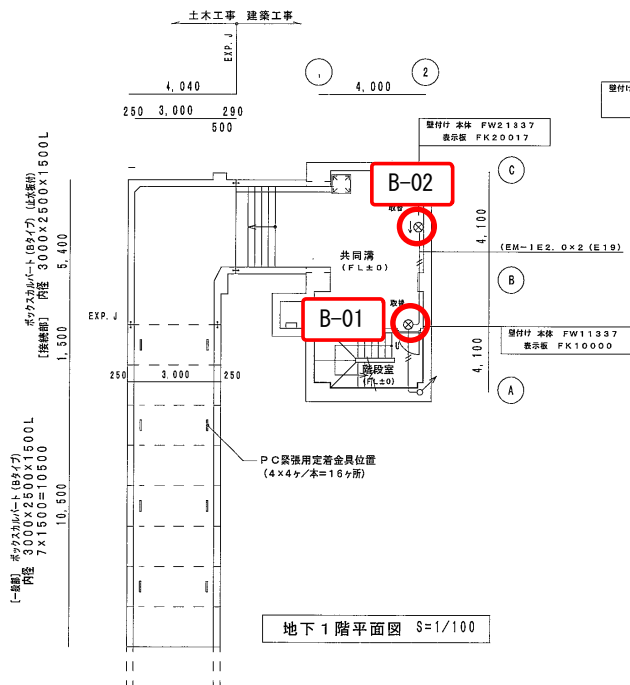 土木工事 建築工事
EXP. J
4,040
250 3,000 290
500
4,000
2
壁付け 本体 FW21337
表示板 FK20017
壁付け
C
B-02
取替
4,100
共同溝
(FL±0)
(EM-IE2. 0×2 (E19)
B
取替
B-01
壁付け 本体 FW11337
表示板 FK10000
4,100
階段室
(FL±0)
A
ボックスカルバート (Bタイプ) (止水板付)
[接続部] 内径 3000×2500×1500L
5,400
EXP. J
1,500
250 3,000 250
PC緊張用定着金具位置
(4×4ヶ/本=16ヶ所)
[一般部] ボックスカルバート (Bタイプ)
内径 3000×2500×1500L
7×1500=10500
10,500
地下1階平面図 S=1/100